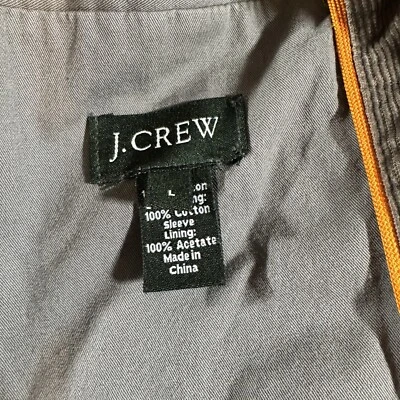 J.CREW
L
100% Cotton
Sleeve
Lining:
100% Acetate
Made in
China